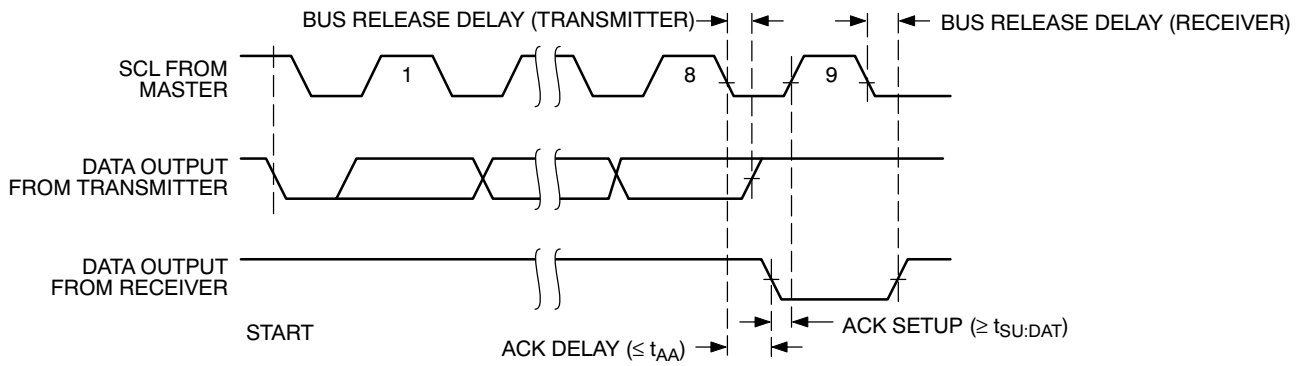 BUS RELEASE DELAY (TRANSMITTER)
BUS RELEASE DELAY (RECEIVER)
SCL FROM
MASTER
1
8
9
DATA OUTPUT
FROM TRANSMITTER
DATA OUTPUT
FROM RECEIVER
START
ACK SETUP (≥ tSU:DAT)
ACK DELAY (≤ tAA)